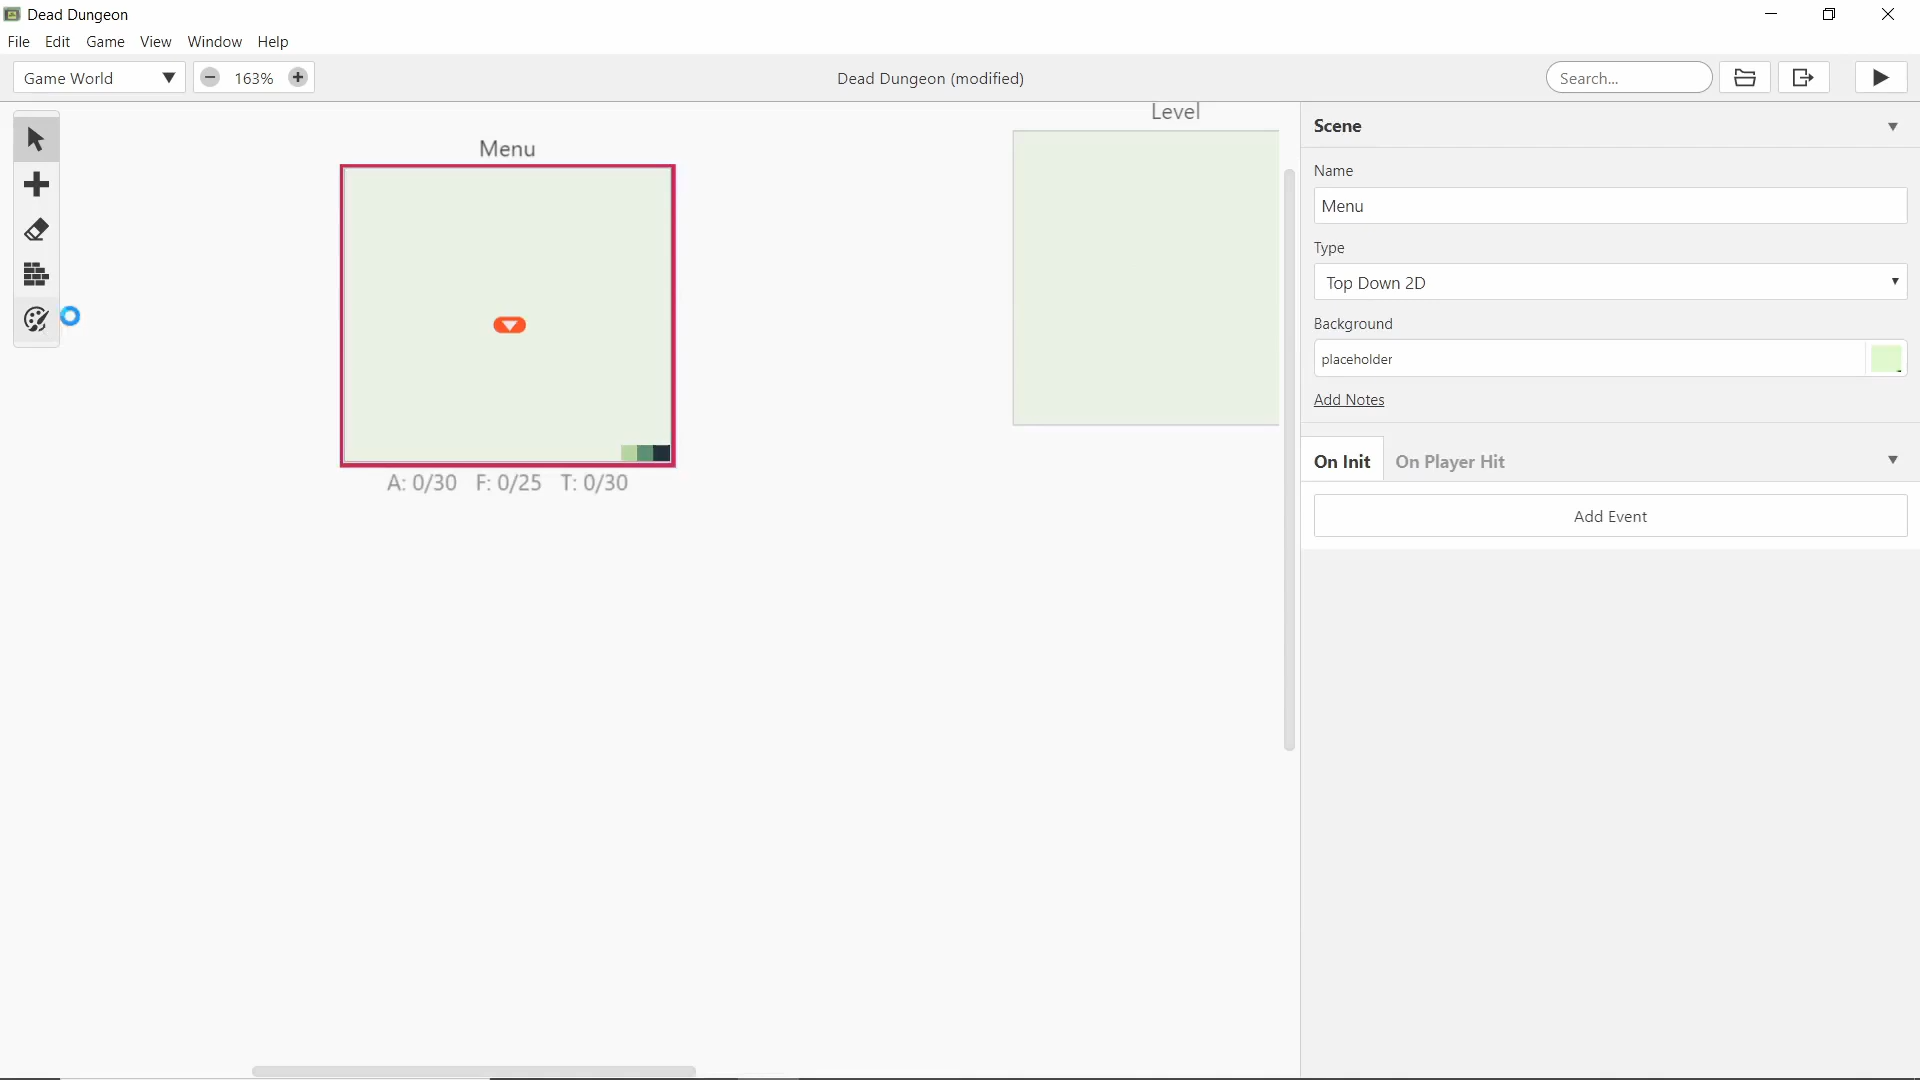 Dead Dungeon
File Edit Game View Window Help
Game World 163% Dead Dungeon (modified) Search...
Level
Menu
A: 0/30 F: 0/25 T: 0/30
Scene
Name
Menu
Type
Top Down 2D
Background
placeholder
Add Notes
On Init On Player Hit
Add Event